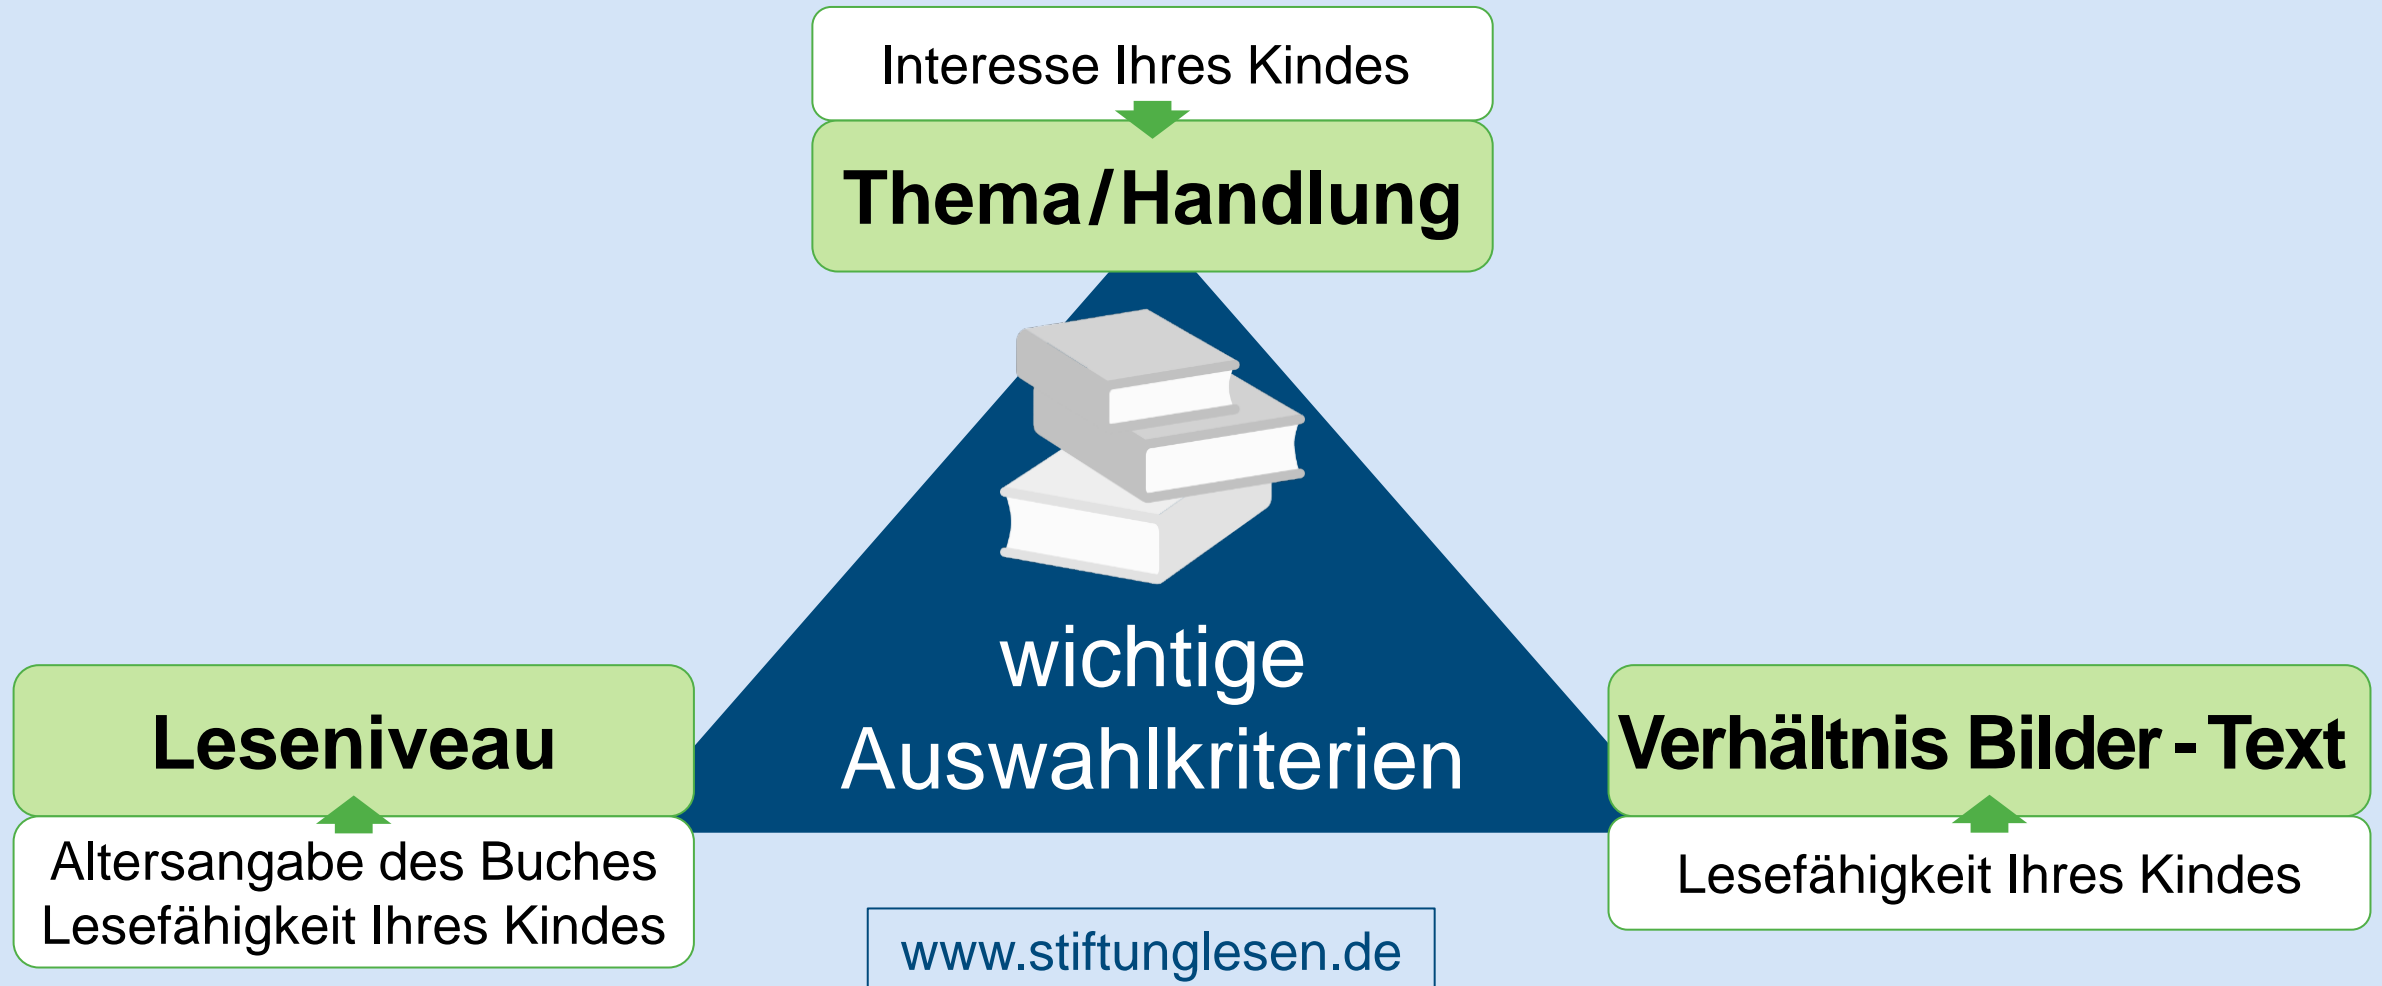 Interesse Ihres Kindes
Thema/Handlung
wichtige
Auswahlkriterien
Leseniveau
Altersangabe des Buches
Lesefähigkeit Ihres Kindes
Verhältnis Bilder - Text
Lesefähigkeit Ihres Kindes
www.stiftunglesen.de